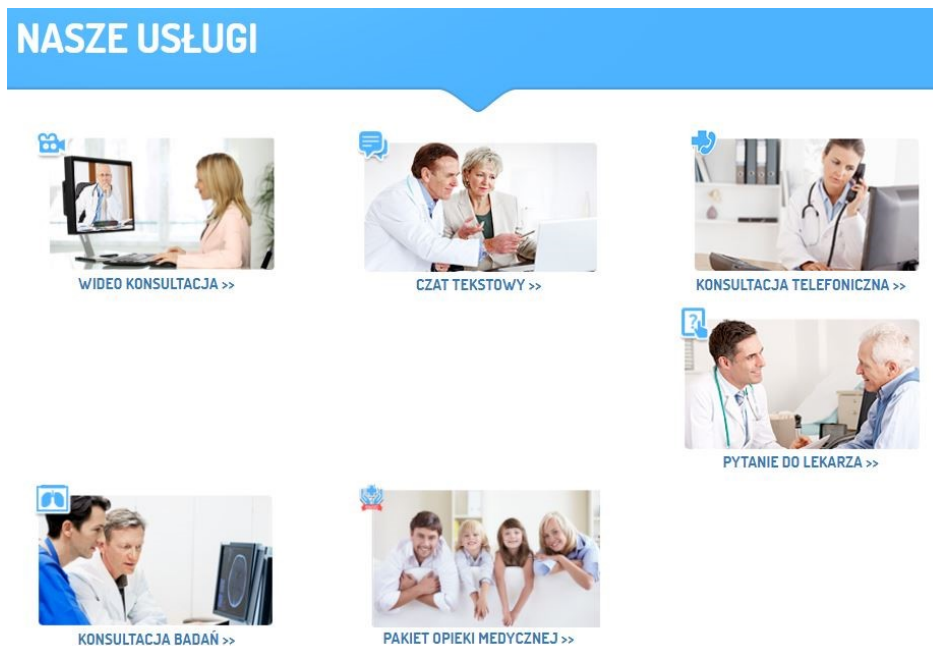 NASZE USŁUGI
WIDEO KONSULTACJA >>
CZAT TEKSTOWY >>
KONSULTACJA TELEFONICZNA >>
?
PYTANIE DO LEKARZA >>
KONSULTACJA BADAŃ >>
PAKIET OPIEKI MEDYCZNEJ >>